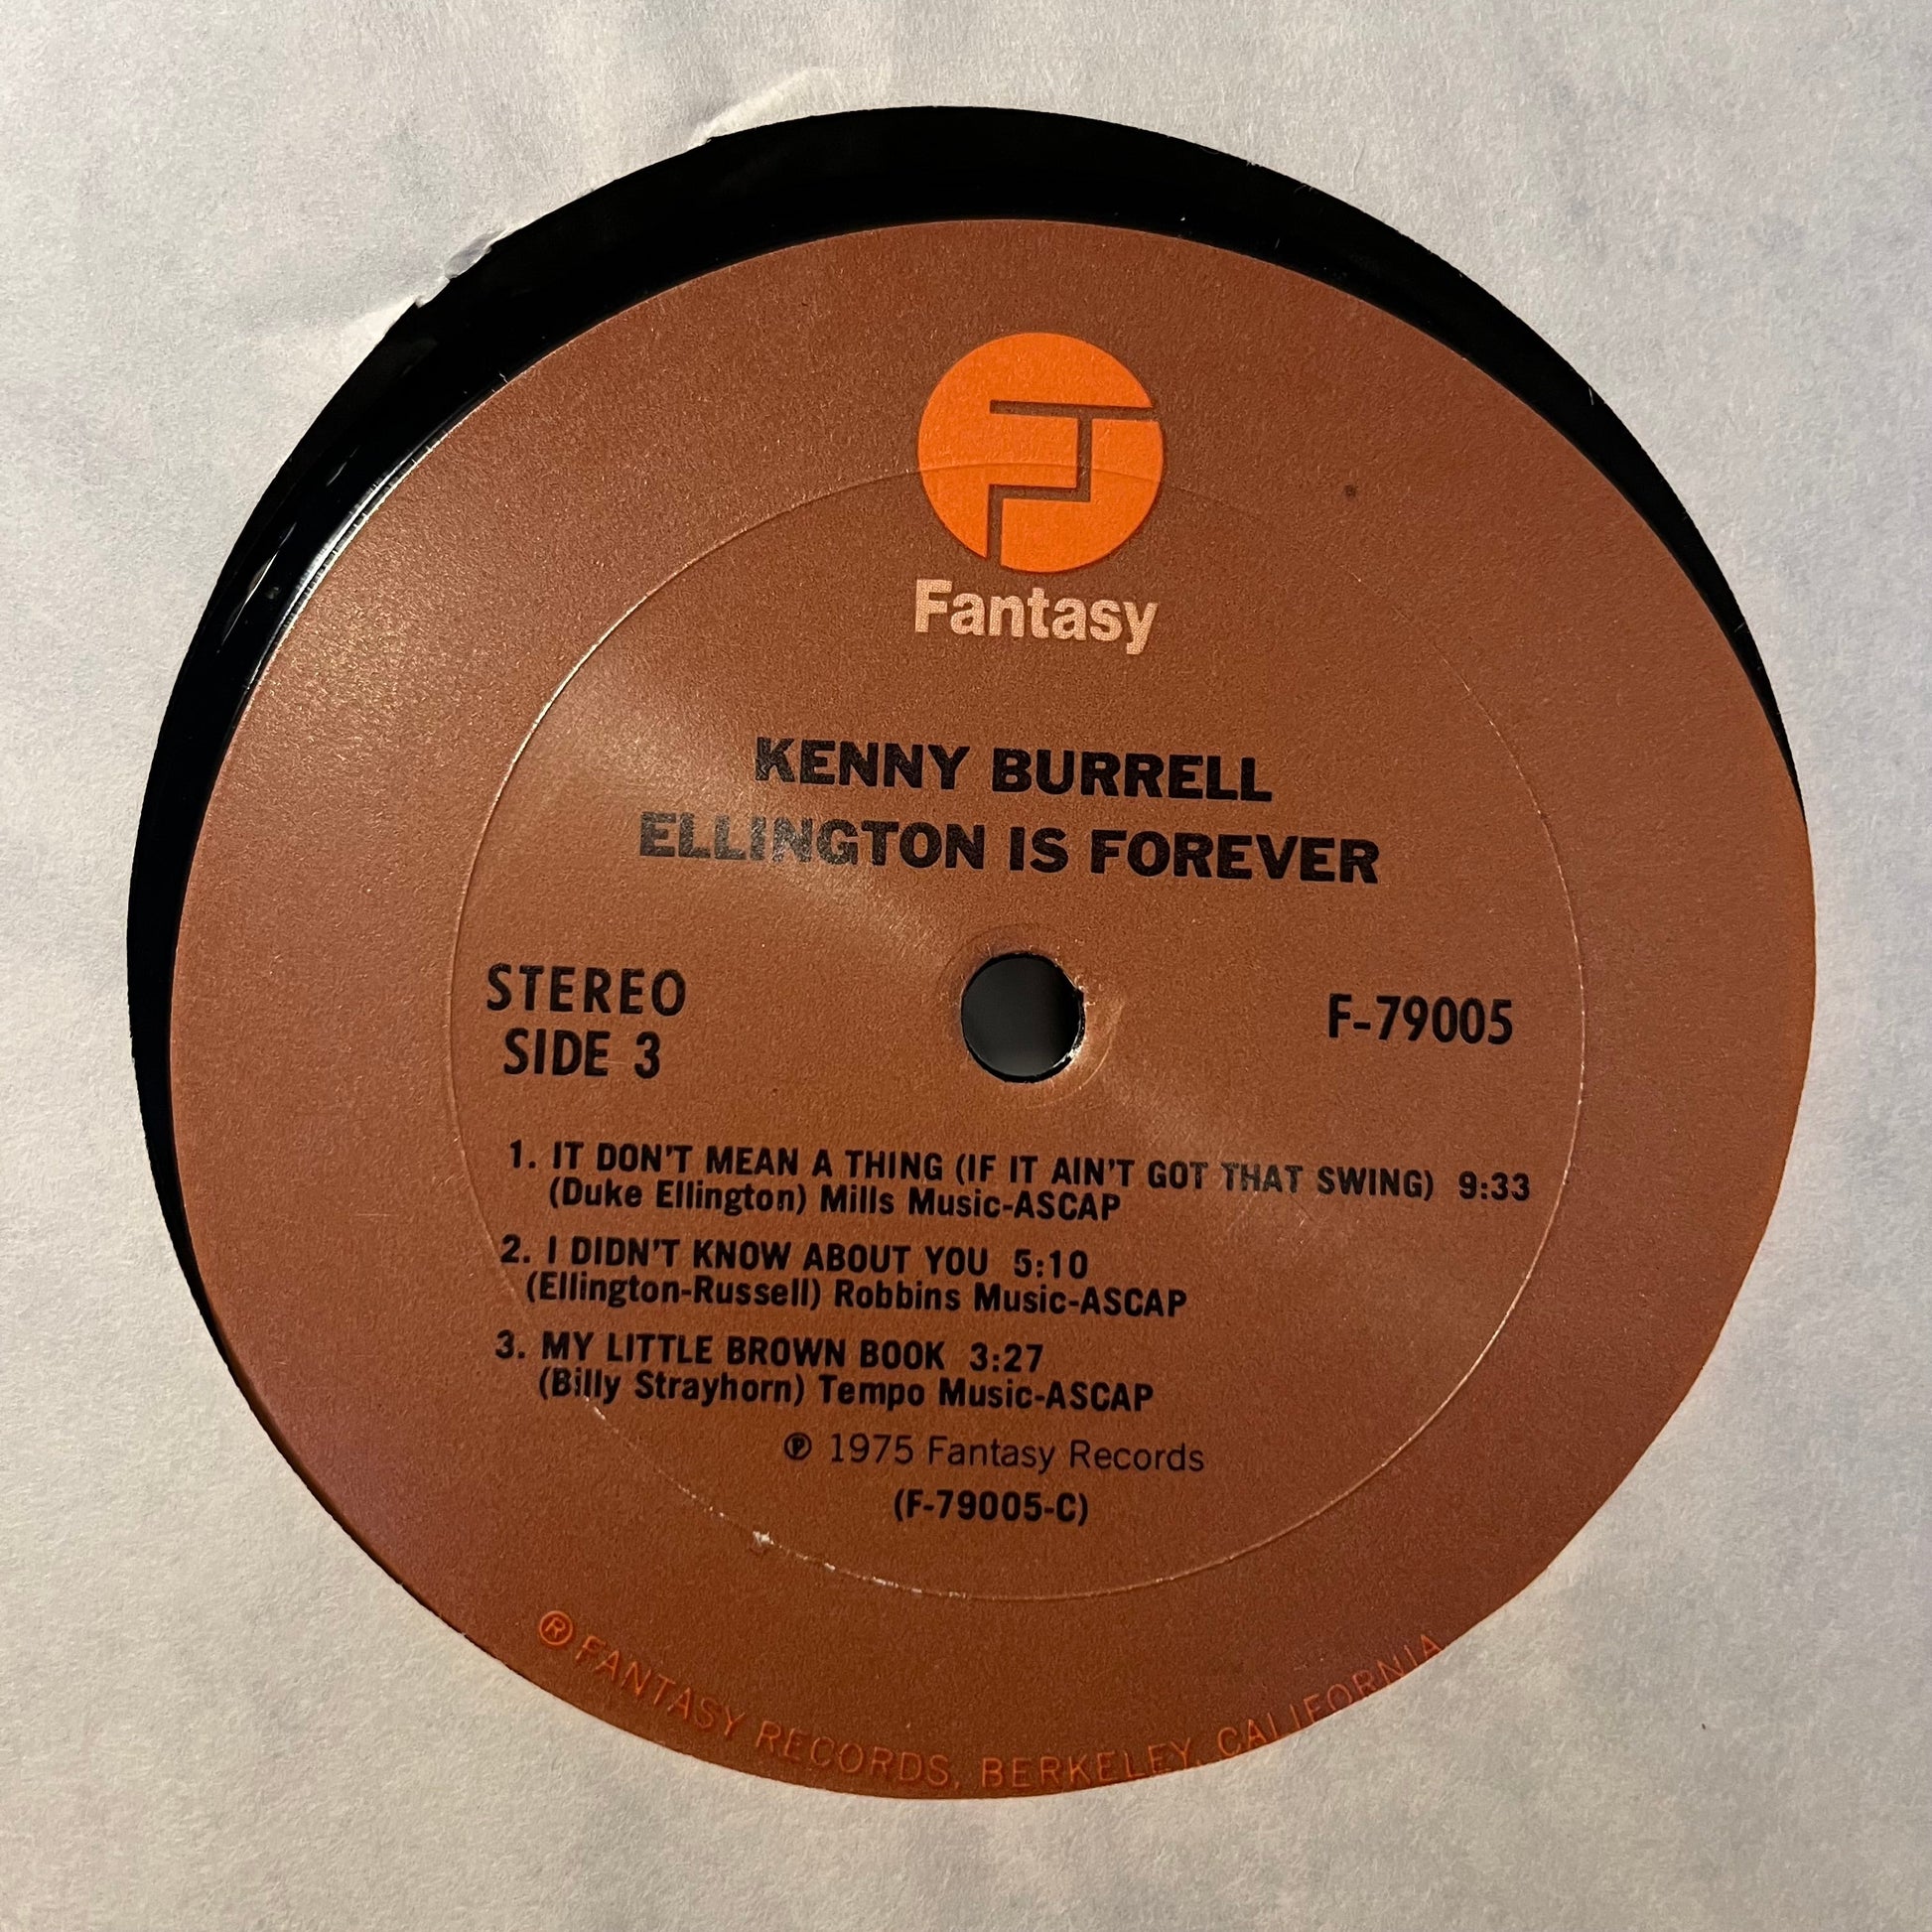 Fantasy
KENNY BURRELL
ELLINGTON IS FOREVER
STEREO
SIDE 3
F-79005
1. IT DON'T MEAN A THING (IF IT AIN'T GOT THAT SWING) 9:33
(Duke Ellington) Mills Music-ASCAP
2. I DIDN'T KNOW ABOUT YOU 5:10
(Ellington-Russell) Robbins Music-ASCAP
3. MY LITTLE BROWN BOOK 3:27
(Billy Strayhorn) Tempo Music-ASCAP
℗ 1975 Fantasy Records
(F-79005-C)
® FANTASY RECORDS, BERKELEY, CALIFORNIA